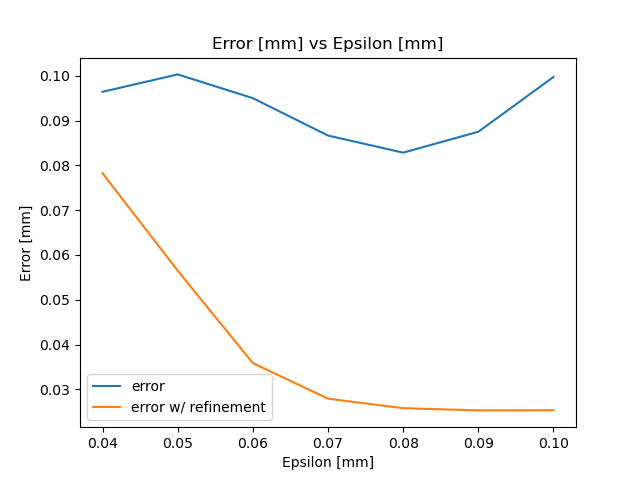 Error [mm] vs Epsilon [mm]
0.10
0.09
0.08
0.07
0.06
0.05
0.04
0.03
Error [mm]
error
error w/ refinement
0.04 0.05 0.06 0.07 0.08 0.09 0.10
Epsilon [mm]